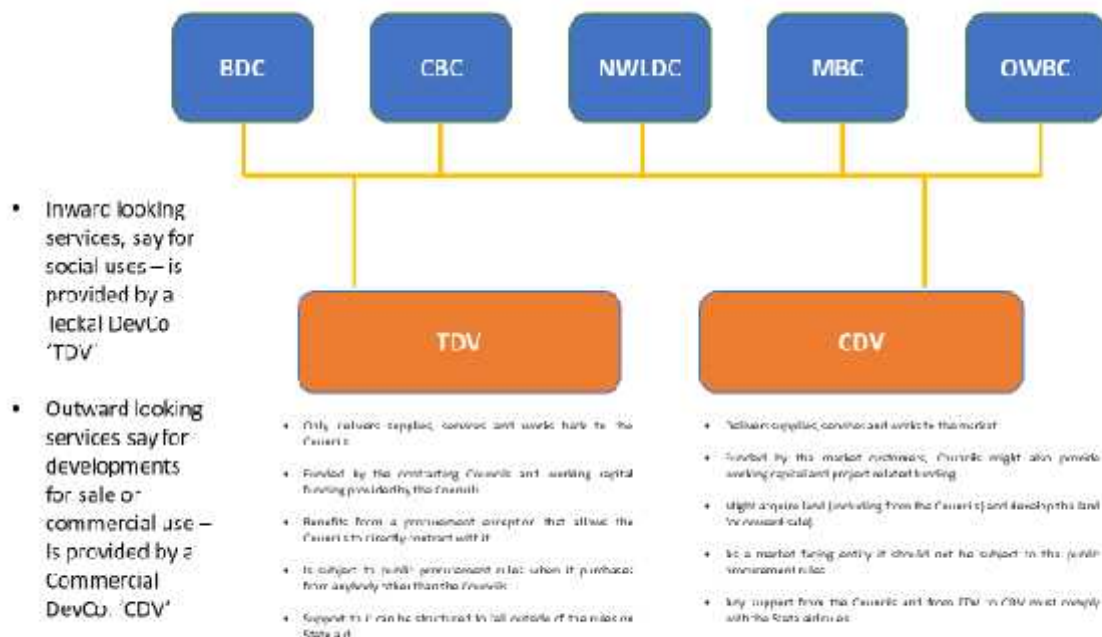 BDC
CBC
NWLDC
MBC
OWBC
• Inward looking
services, say for
social uses – is
provided by a
Teckal DevCo
'TDV'
• Outward looking
services say for
developments
for sale or
commercial use –
is provided by a
Commercial
DevCo. 'CDV'
TDV
CDV
• Only delivers supplies, services and works back to the
Councils
• Funded by the contracting Councils and working capital
funding provided by the Councils
• Benefits from a procurement exception that allows the
Councils to directly contract with it
• Is subject to public procurement rules when it purchases
from anybody other than the Councils
• Support to it can be structured to fall outside of the rules on
State aid
• Delivers supplies, services and works to the market
• Funded by the market customers, Councils might also provide
working capital and project related funding
• Might acquire land (including from the Councils) and develop the land
for onward sale
• As a market facing entity it should not be subject to the public
procurement rules
• Any support from the Councils and from TDV to CDV must comply
with the State aid rules